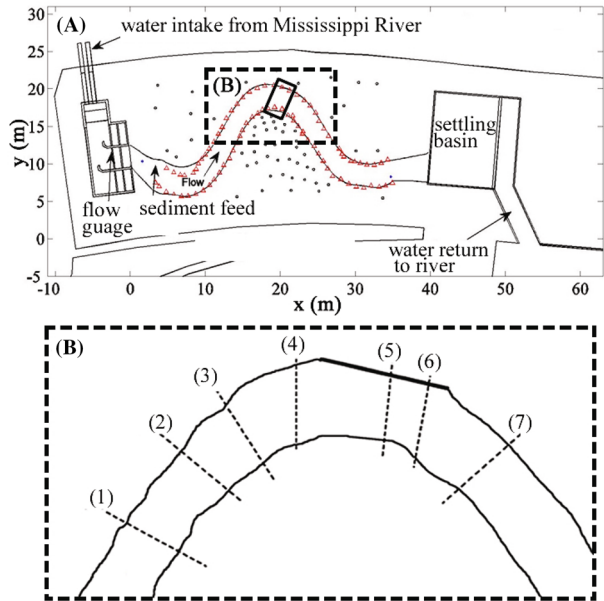 (A)
water intake from Mississippi River
(B)
Flow
flow
guage
sediment feed
settling
basin
water return
to river
30
25
20
15
10
5
0
-5
y (m)
-10
0
10
20
30
40
50
60
x (m)
(B)
(1)
(2)
(3)
(4)
(5)
(6)
(7)